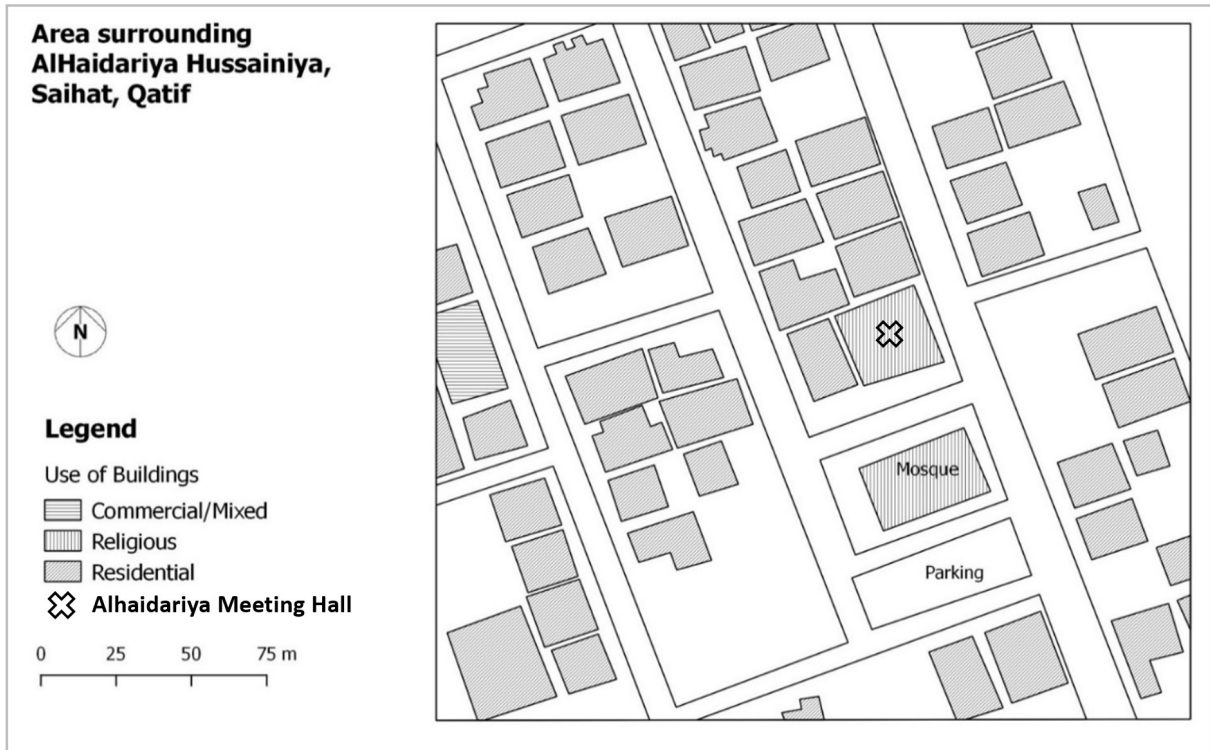 Area surrounding
AlHaidariya Hussainiya,
Saihat, Qatif
N
Legend
Use of Buildings
Commercial/Mixed
Religious
Residential
Alhaidariya Meeting Hall
0 25 50 75 m
Mosque
Parking